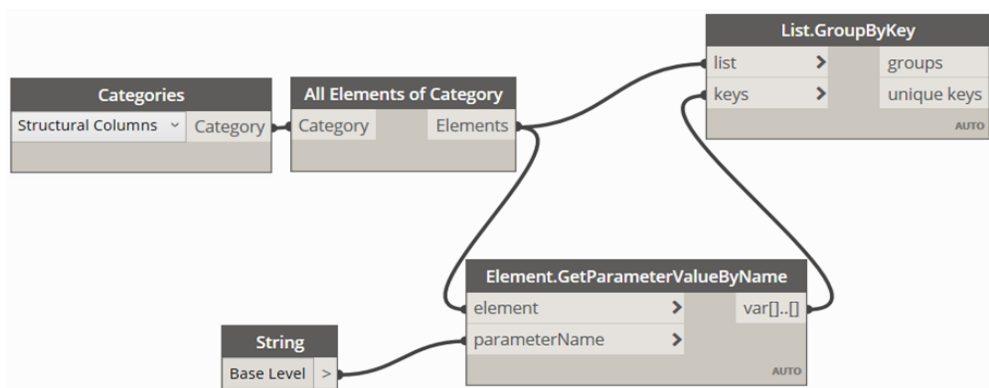 List.GroupByKey
list > groups
keys > unique keys
AUTO
Categories
Structural Columns Category
All Elements of Category
Category Elements
Element.GetParameterValueByName
element > var[]..[]
parameterName >
AUTO
String
Base Level >